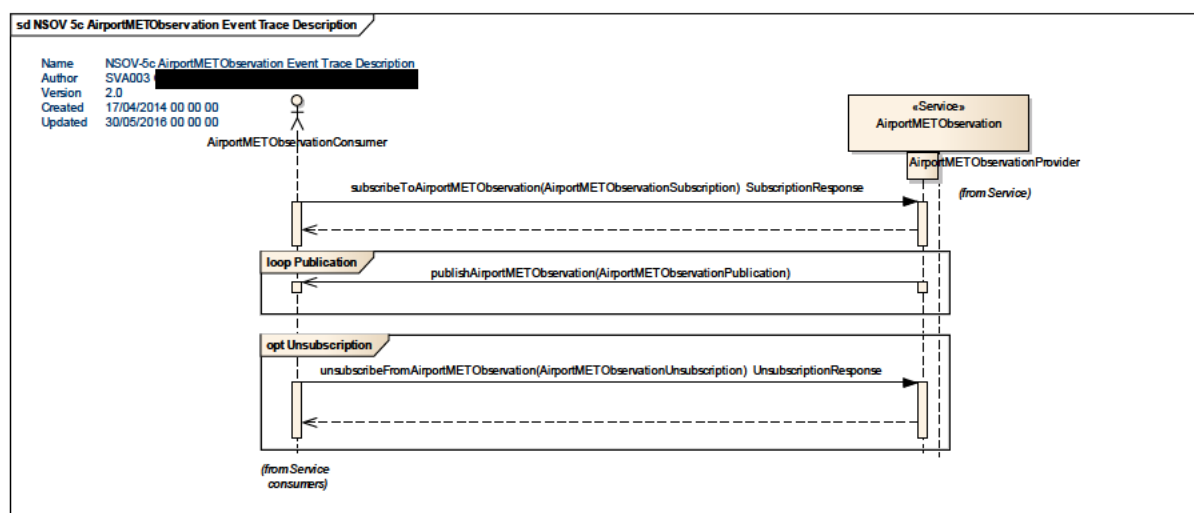 sd NSOV 5c AirportMETObservation Event Trace Description
Name NSOV-5c AirportMETObservation Event Trace Description
Author SVA003
Version 2.0
Created 17/04/2014 00 00 00
Updated 30/05/2016 00 00 00
«Service»
AirportMETObservation
AirportMETObservationConsumer
AirportMETObservationProvider
(from Service)
subscribeToAirportMETObservation(AirportMETObservationSubscription) SubscriptionResponse
loop Publication
publishAirportMETObservation(AirportMETObservationPublication)
opt Unsubscription
unsubscribeFromAirportMETObservation(AirportMETObservationUnsubscription) UnsubscriptionResponse
(from Service
consumers)